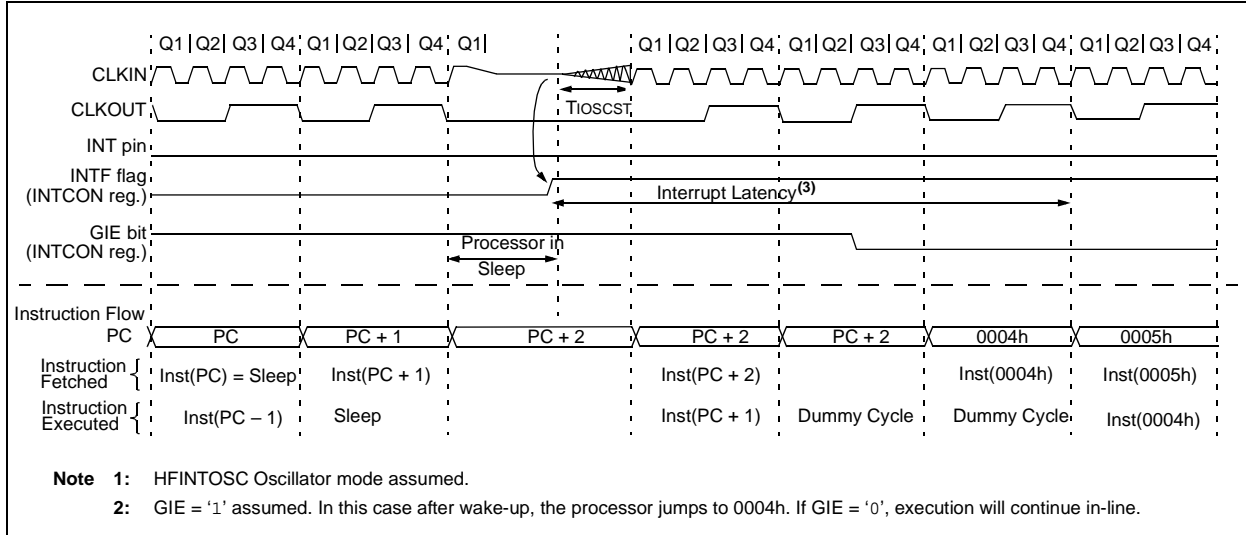 Q1 Q2 Q3 Q4 Q1 Q2 Q3 Q4 Q1 Q1 Q2 Q3 Q4 Q1 Q2 Q3 Q4 Q1 Q2 Q3 Q4 Q1 Q2 Q3 Q4
CLKIN
TIOSCST
CLKOUT
INT pin
INTF flag
(INTCON reg.)
Interrupt Latency(3)
GIE bit
(INTCON reg.)
Processor in
Sleep
Instruction Flow
PC PC PC + 1 PC + 2 PC + 2 PC + 2 0004h 0005h
Instruction
Fetched
Inst(PC) = Sleep Inst(PC + 1) Inst(PC + 2) Inst(0004h) Inst(0005h)
Instruction
Executed
Inst(PC – 1) Sleep Inst(PC + 1) Dummy Cycle Dummy Cycle Inst(0004h)
Note 1: HFINTOSC Oscillator mode assumed.
2: GIE = '1' assumed. In this case after wake-up, the processor jumps to 0004h. If GIE = '0', execution will continue in-line.